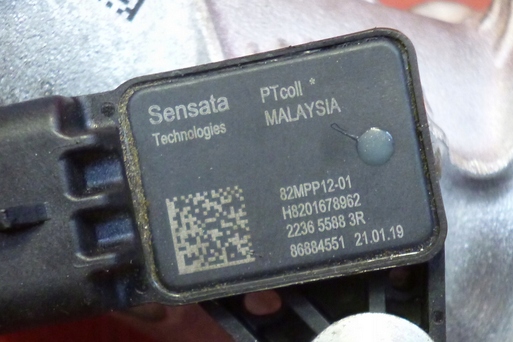 Sensata
Technologies
PTcoll *
MALAYSIA
82MPP12-01
H8201678962
2236 5588 3R
86884551 21.01.19